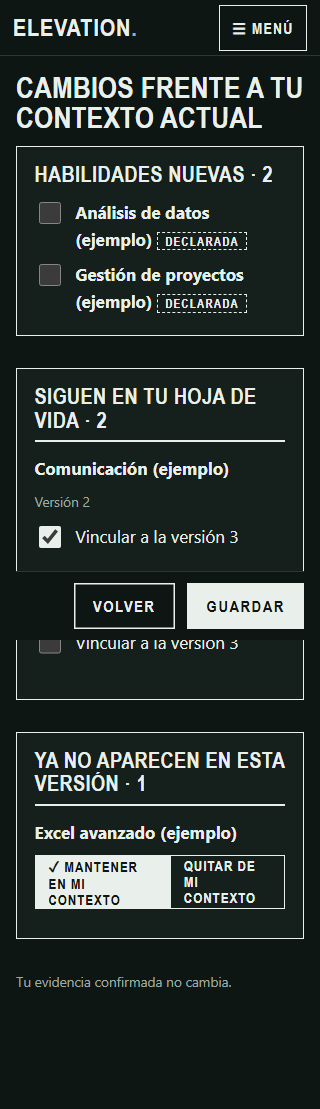 ELEVATION.
☰ MENÚ
CAMBIOS FRENTE A TU
CONTEXTO ACTUAL
HABILIDADES NUEVAS · 2
Análisis de datos
(ejemplo) DECLARADA
Gestión de proyectos
(ejemplo) DECLARADA
SIGUEN EN TU HOJA DE
VIDA · 2
Comunicación (ejemplo)
Versión 2
Vincular a la versión 3
VOLVER
GUARDAR
Vincular a la versión 3
YA NO APARECEN EN ESTA
VERSIÓN · 1
Excel avanzado (ejemplo)
✓ MANTENER
EN MI
CONTEXTO
QUITAR DE
MI
CONTEXTO
Tu evidencia confirmada no cambia.